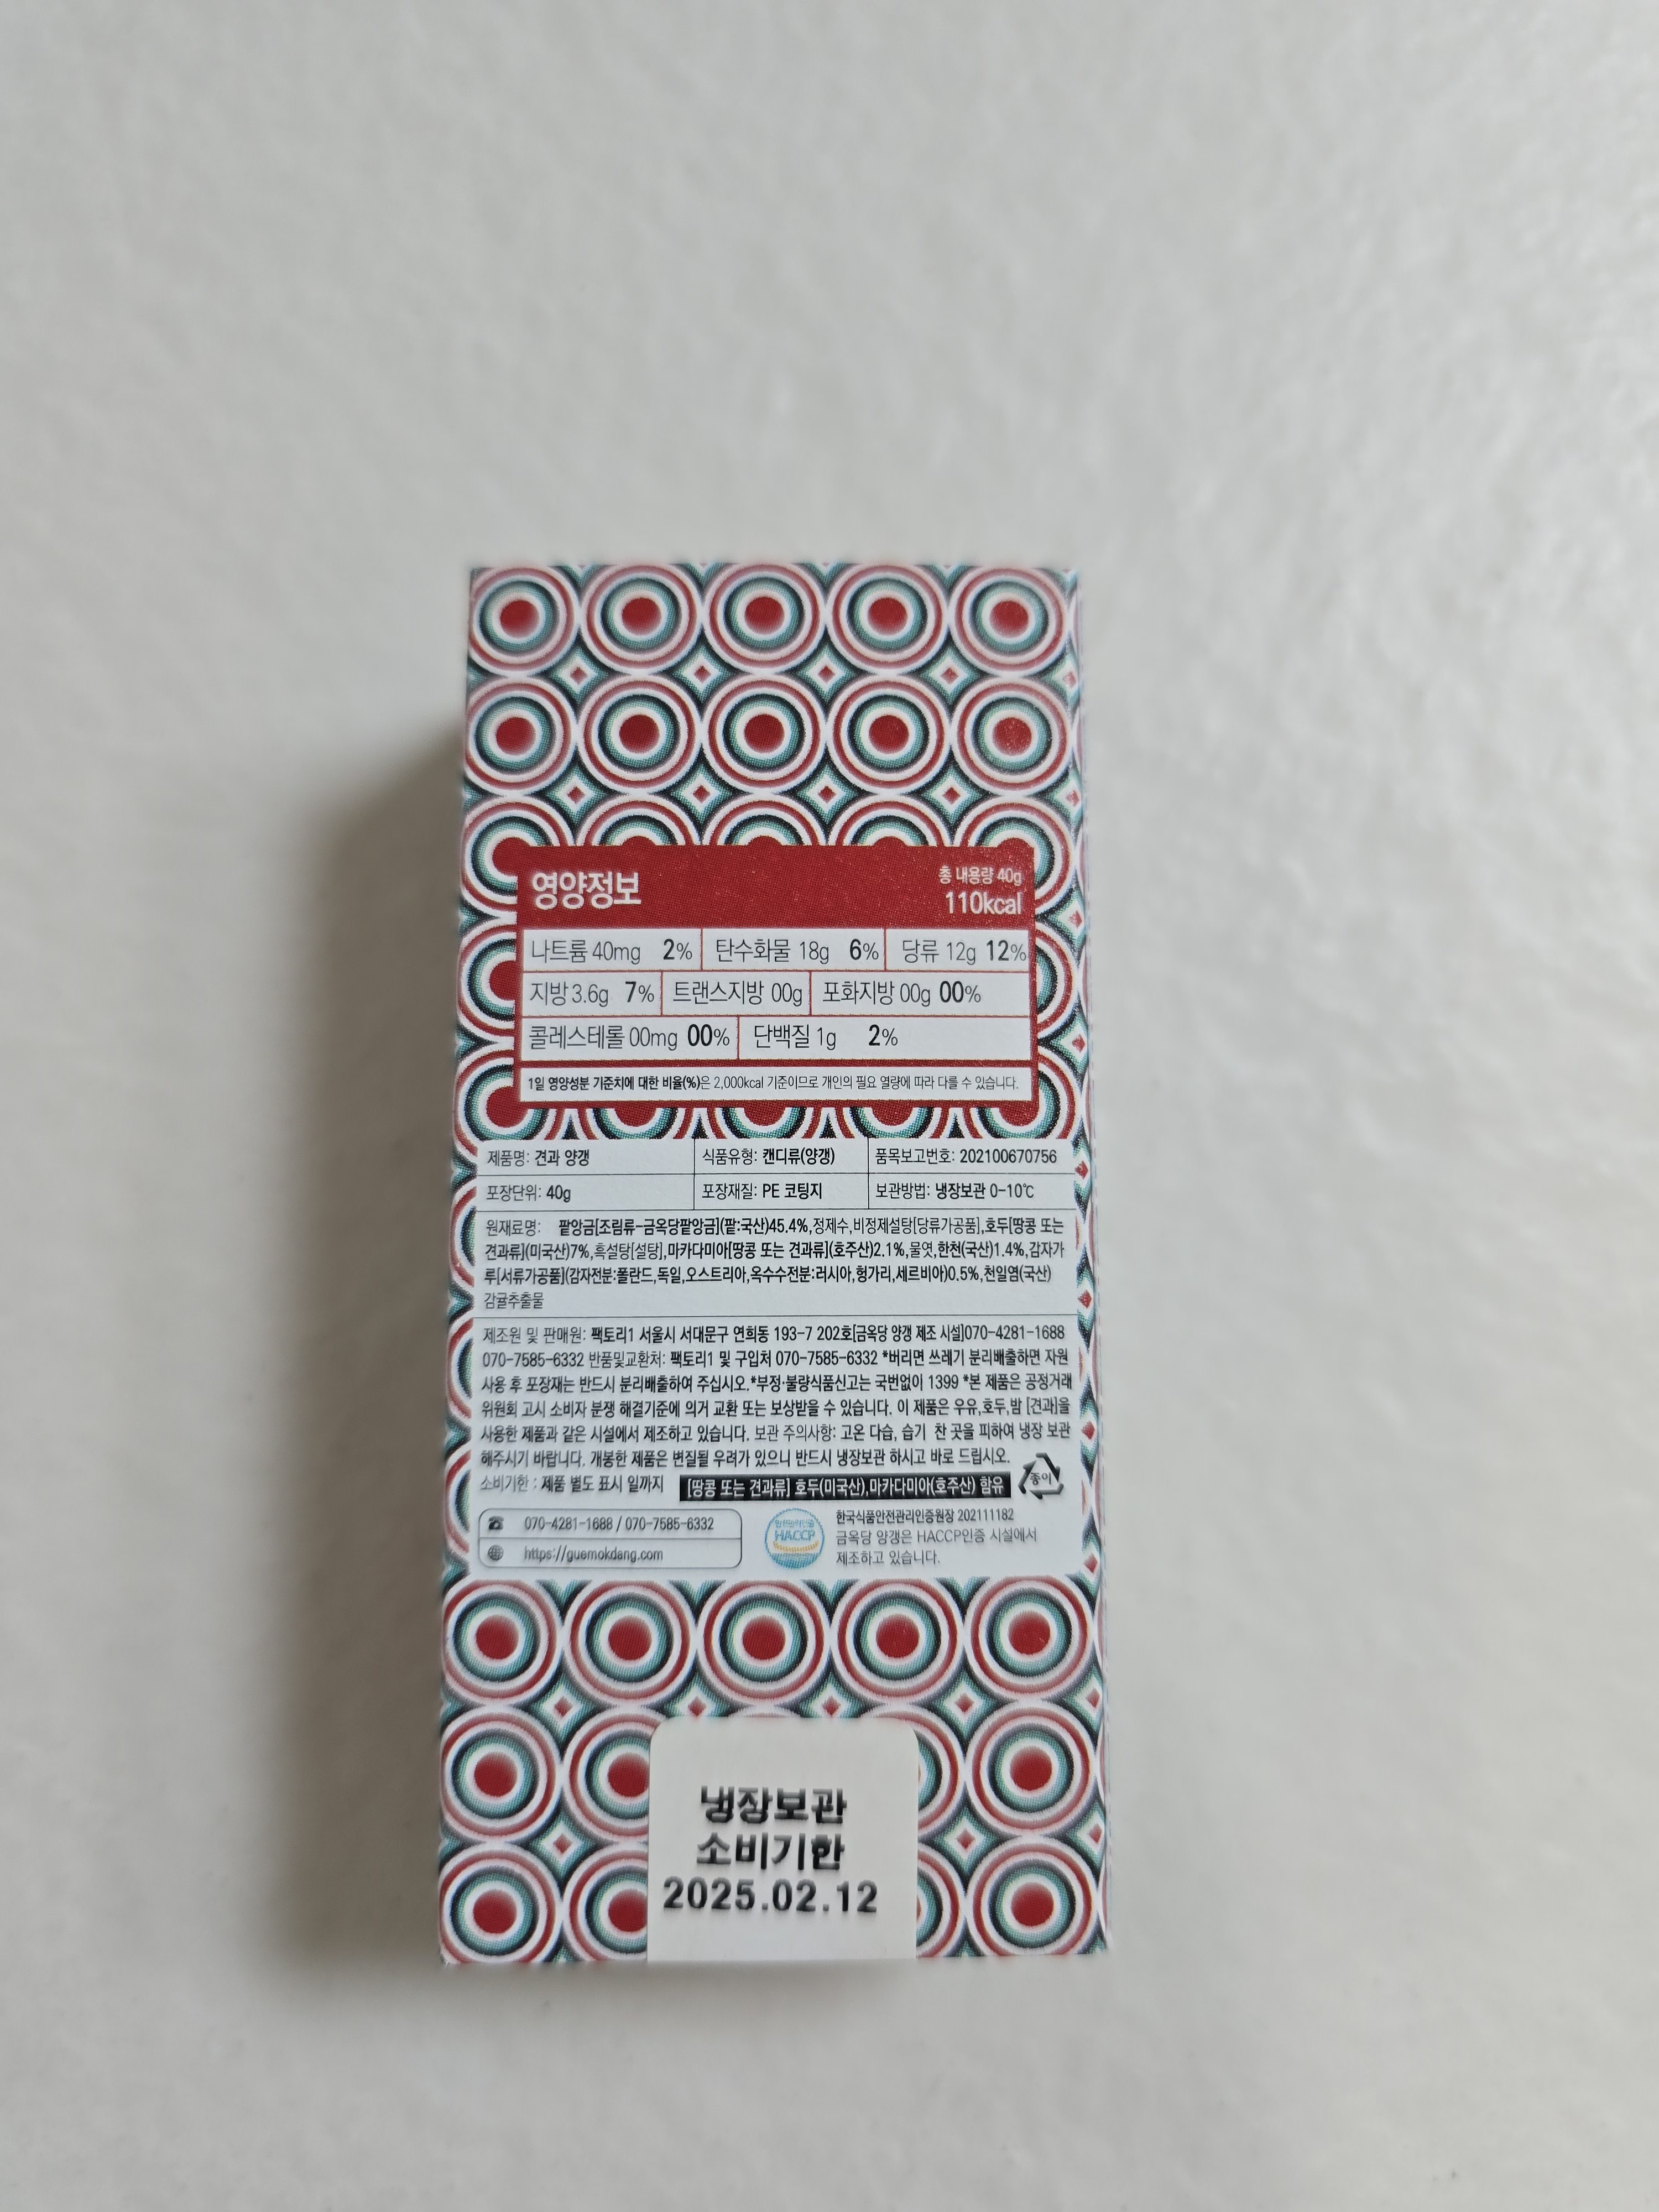 영양정보
총 내용량 40g
110kcal
나트륨 40mg 2% 탄수화물 18g 6% 당류 12g 12%
지방 3.6g 7% 트랜스지방 00g 포화지방 00g 00%
콜레스테롤 00mg 00% 단백질 1g 2%
1일 영양성분 기준치에 대한 비율(%)은 2,000kcal 기준이므로 개인의 필요 열량에 따라 다를 수 있습니다.
제품명: 견과 양갱 식품유형: 캔디류(양갱) 품목보고번호: 202100670756
포장단위: 40g 포장재질: PE 코팅지 보관방법: 냉장보관 0-10℃
원재료명: 팥앙금[조림류-금옥당팥앙금](팥:국산)45.4%,정제수,비정제설탕[당류가공품],호두[땅콩 또는
견과류](미국산)7%,흑설탕[설탕],마카다미아[땅콩 또는 견과류](호주산)2.1%,물엿,한천(국산)1.4%,감자가
루[서류가공품](감자전분:폴란드,독일,오스트리아,옥수수전분:러시아,헝가리,세르비아)0.5%,천일염(국산)
감귤추출물
제조원 및 판매원: 팩토리1 서울시 서대문구 연희동 193-7 202호[금옥당 양갱 제조 시설]070-4281-1688
070-7585-6332 반품및교환처: 팩토리1 및 구입처 070-7585-6332 *버리면 쓰레기 분리배출하면 자원
사용 후 포장재는 반드시 분리배출하여 주십시오.*부정·불량식품신고는 국번없이 1399 *본 제품은 공정거래
위원회 고시 소비자 분쟁 해결기준에 의거 교환 또는 보상받을 수 있습니다. 이 제품은 우유,호두,밤 [견과]을
사용한 제품과 같은 시설에서 제조하고 있습니다. 보관 주의사항: 고온 다습, 습기 찬 곳을 피하여 냉장 보관
해주시기 바랍니다. 개봉한 제품은 변질될 우려가 있으니 반드시 냉장보관 하시고 바로 드십시오.
소비기한 : 제품 별도 표시 일까지 [땅콩 또는 견과류] 호두(미국산),마카다미아(호주산) 함유 종이
070-4281-1688 / 070-7585-6332
https://guemokdang.com
HACCP
한국식품안전관리인증원장 202111182
금옥당 양갱은 HACCP인증 시설에서
제조하고 있습니다.
냉장보관
소비기한
2025.02.12